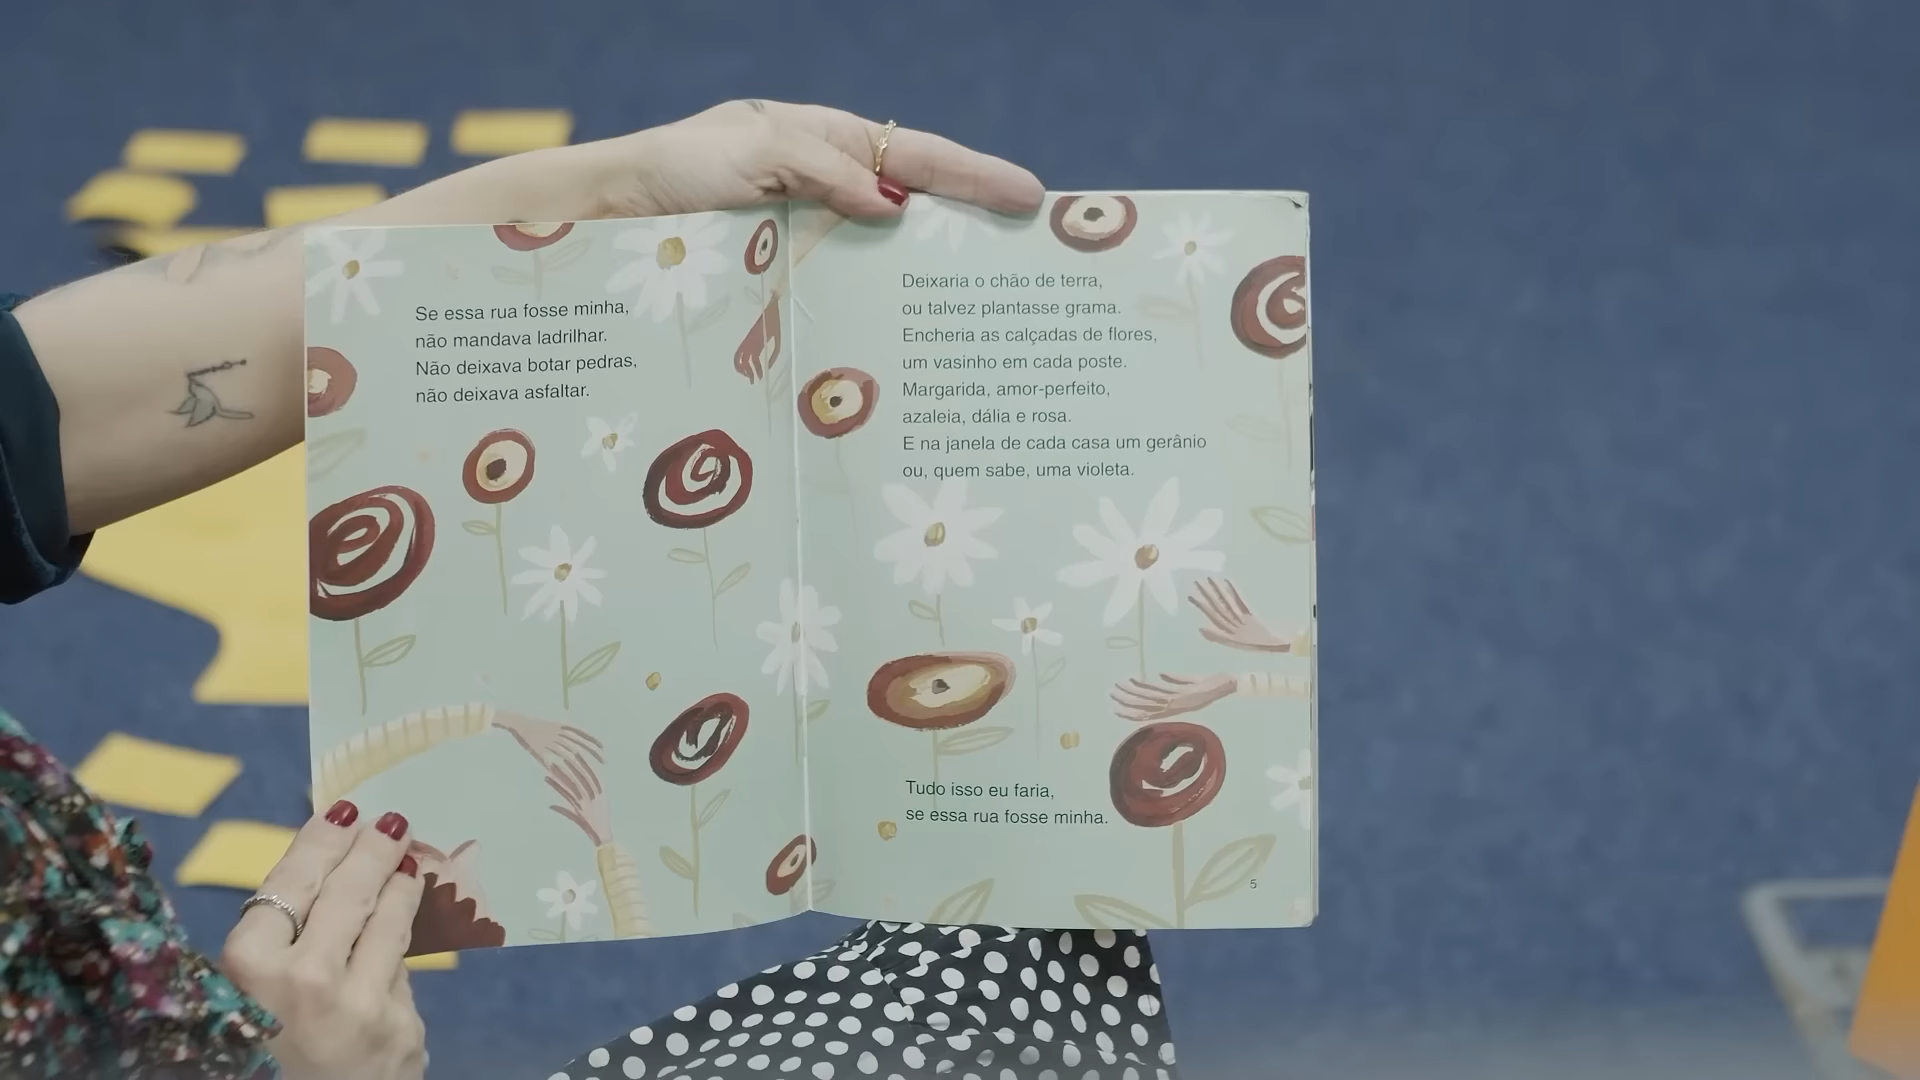 Se essa rua fosse minha,
não mandava ladrilhar.
Não deixava botar pedras,
não deixava asfaltar.
Deixaria o chão de terra,
ou talvez plantasse grama.
Encheria as calçadas de flores,
um vasinho em cada poste.
Margarida, amor-perfeito,
azaleia, dália e rosa.
E na janela de cada casa um gerânio
ou, quem sabe, uma violeta.
Tudo isso eu faria,
se essa rua fosse minha.
5